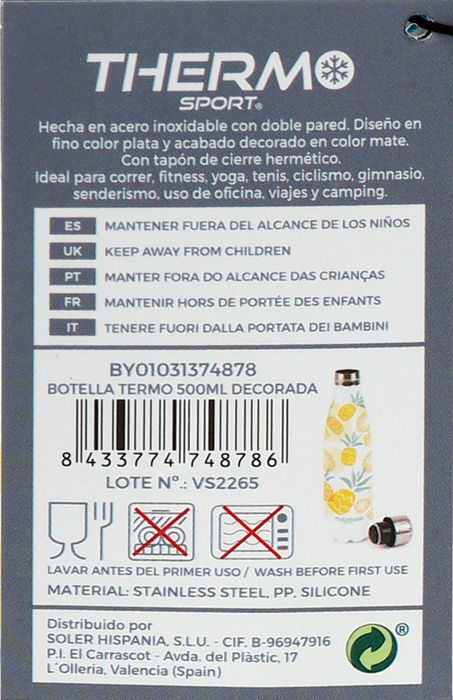 THERMO
SPORT®
Hecha en acero inoxidable con doble pared. Diseño en
fino color plata y acabado decorado en color mate.
Con tapón de cierre hermético.
Ideal para correr, fitness, yoga, tenis, ciclismo, gimnasio,
senderismo, uso de oficina, viajes y camping.
ES MANTENER FUERA DEL ALCANCE DE LOS NIÑOS
UK KEEP AWAY FROM CHILDREN
PT MANTER FORA DO ALCANCE DAS CRIANÇAS
FR MANTENIR HORS DE PORTÉE DES ENFANTS
IT TENERE FUORI DALLA PORTATA DEI BAMBINI
BY01031374878
BOTELLA TERMO 500ML DECORADA
8 433774 748786
LOTE Nº.: VS2265
LAVAR ANTES DEL PRIMER USO / WASH BEFORE FIRST USE
MATERIAL: STAINLESS STEEL, PP, SILICONE
Distribuido por
SOLER HISPANIA, S.L.U. - CIF. B-96947916
P.I. El Carrascot - Avda. del Plàstic, 17
L´Olleria, Valencia (Spain)
®